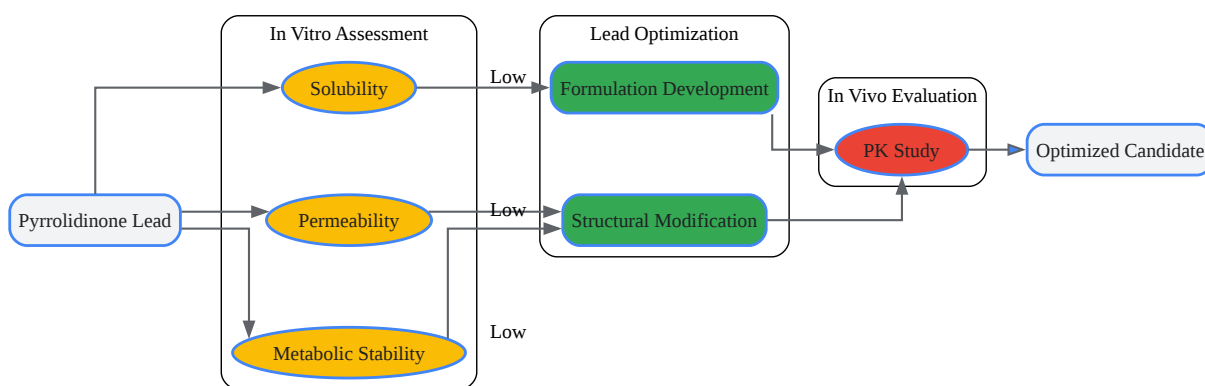 In Vitro Assessment
Lead Optimization
Solubility
Low
Formulation Development
In Vivo Evaluation
PK Study
Optimized Candidate
Pyrrolidinone Lead
Permeability
Low
Structural Modification
Metabolic Stability
Low